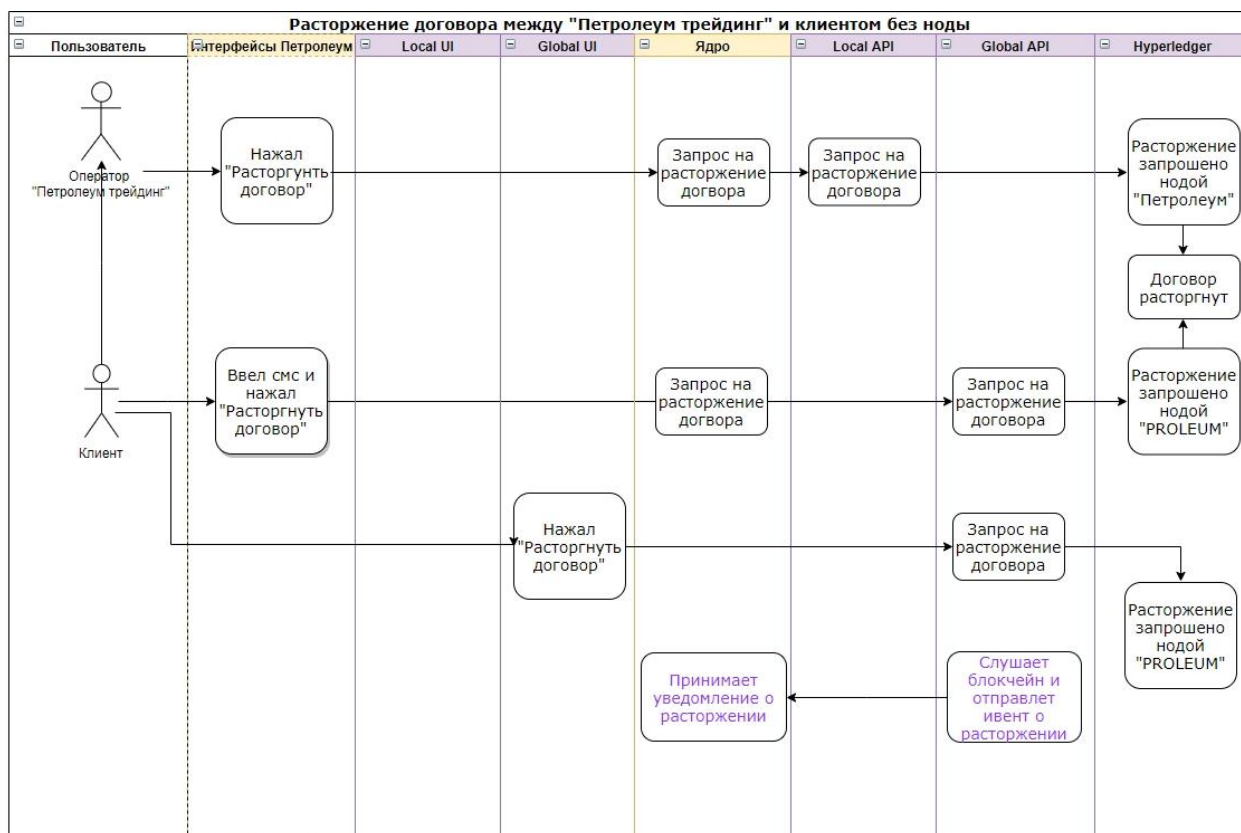 Расторжение договора между "Петролеум трейдинг" и клиентом без ноды
Пользователь
Интерфейсы Петролеум
Local UI
Global UI
Ядро
Local API
Global API
Hyperledger
Оператор
"Петролеум трейдинг"
Нажал
"Расторгунть
договор"
Запрос на
расторжение
догвора
Запрос на
расторжение
договора
Расторжение
запрошено
нодой
"Петролеум"
Договор
расторгнут
Клиент
Ввел смс и
нажал
"Расторгнуть
договор"
Запрос на
расторжение
догвора
Запрос на
расторжение
договора
Расторжение
запрошено
нодой
"PROLEUM"
Нажал
"Расторгнуть
договор"
Запрос на
расторжение
договора
Расторжение
запрошено
нодой
"PROLEUM"
Принимает
уведомление о
расторжении
Слушает
блокчейн и
отправлет
ивент о
расторжении